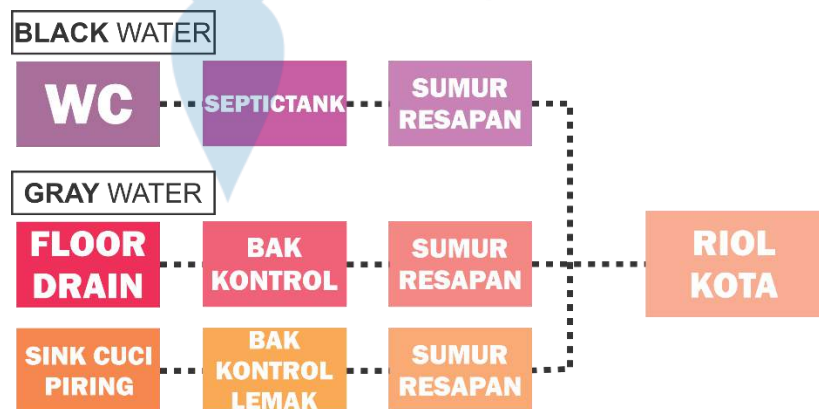 BLACK WATER
WC
SEPTICTANK
SUMUR
RESAPAN
GRAY WATER
FLOOR
DRAIN
BAK
KONTROL
SUMUR
RESAPAN
RIOL
KOTA
SINK CUCI
PIRING
BAK
KONTROL
LEMAK
SUMUR
RESAPAN